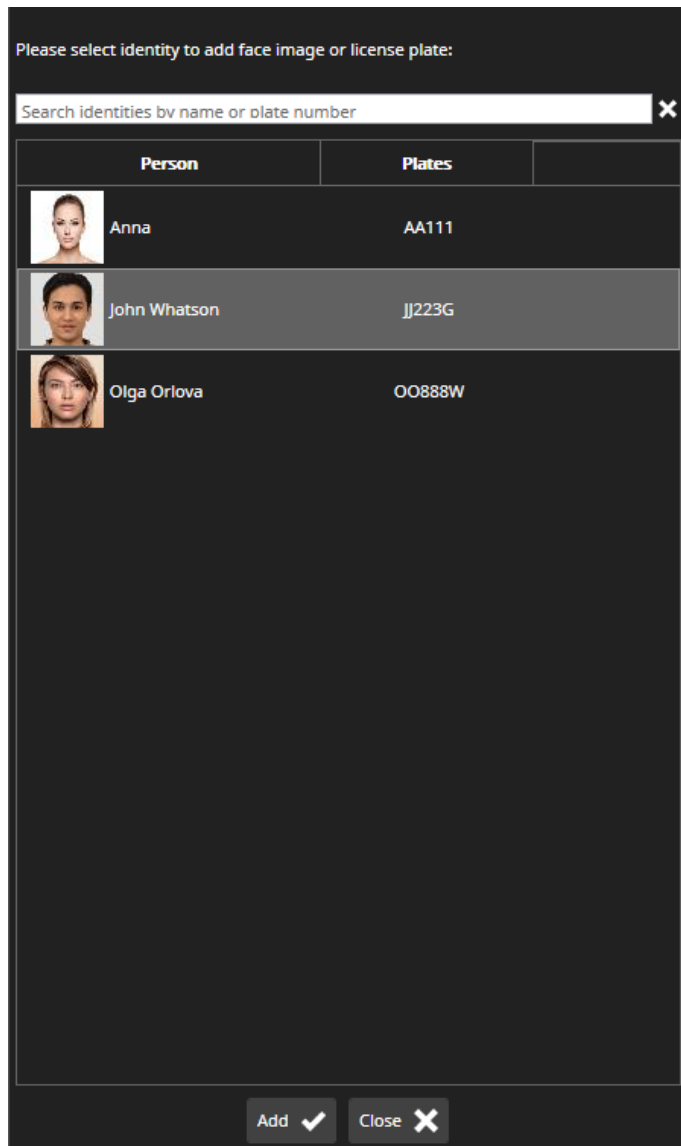 Please select identity to add face image or license plate:
Search identities by name or plate number
Person Plates
Anna AA111
John Whatson JJ223G
Olga Orlova OO888W
Add Close